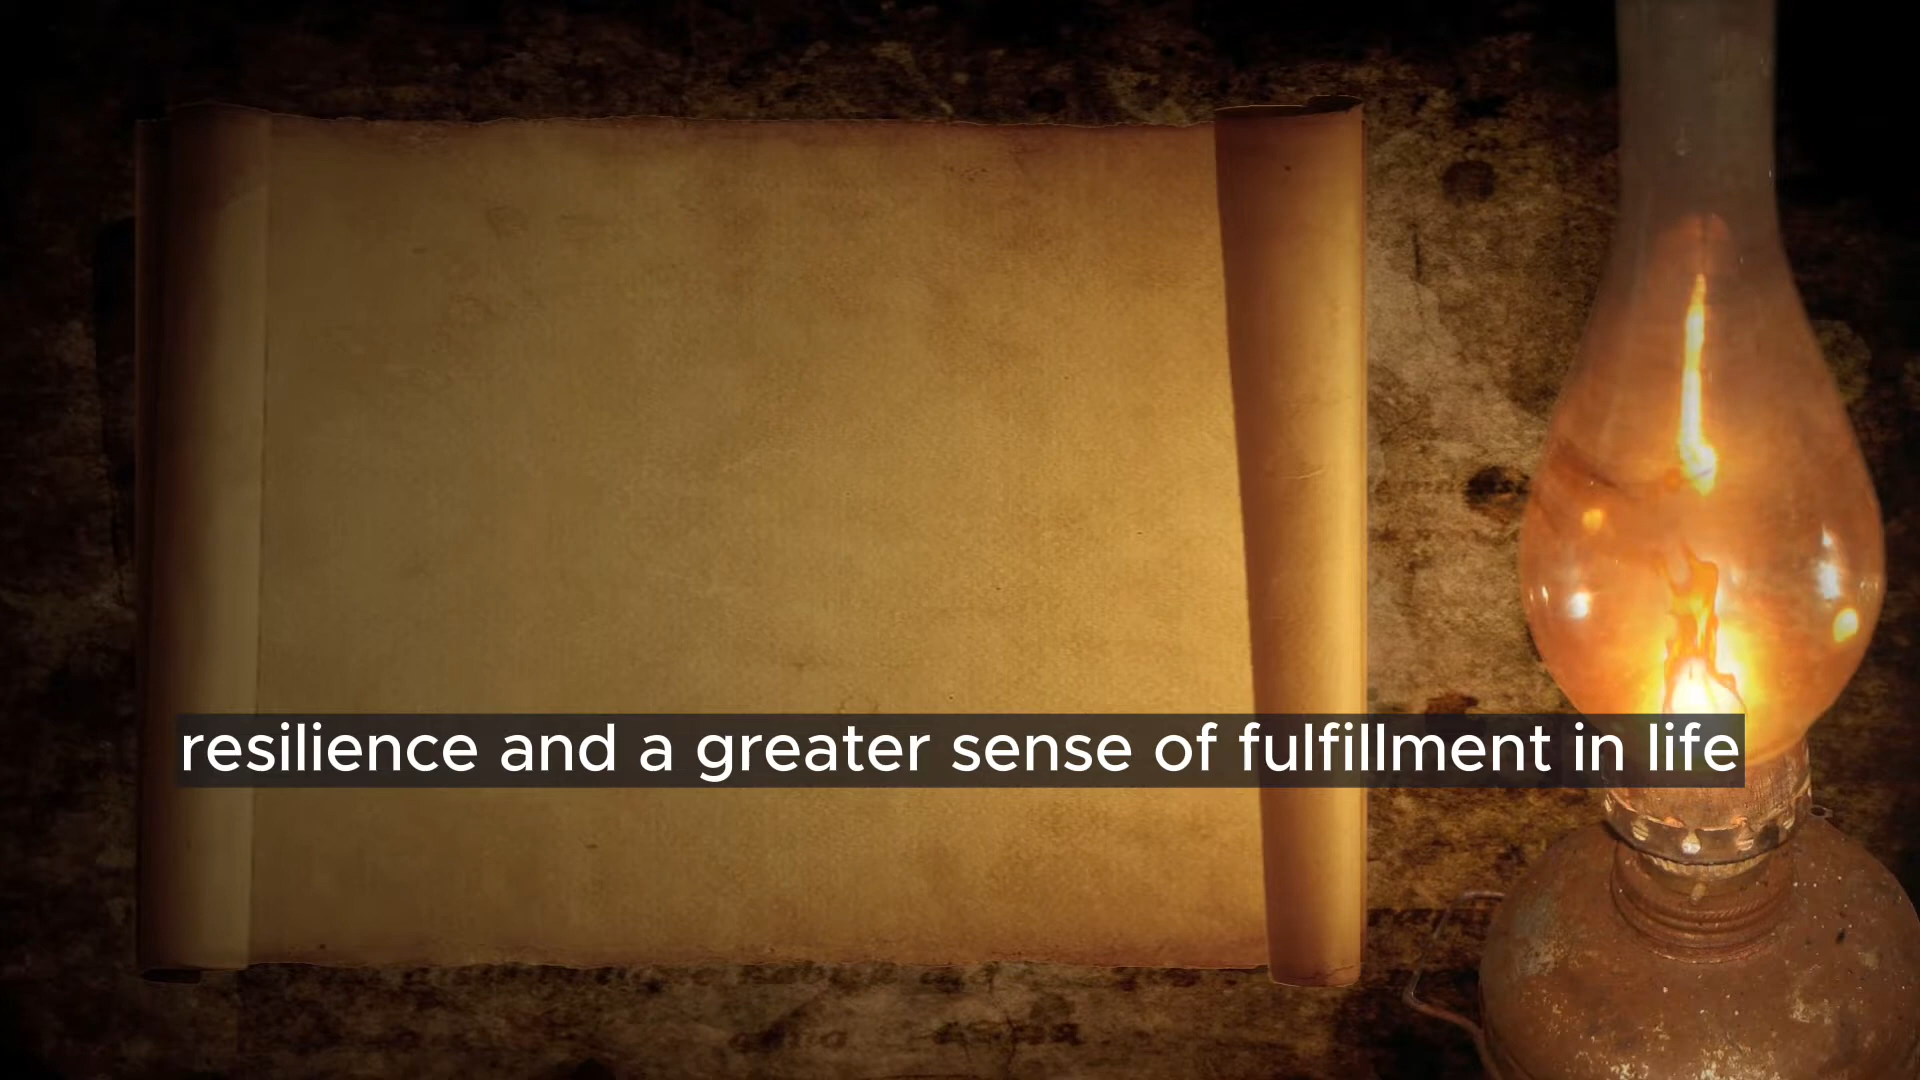 resilience and a greater sense of fulfillment in life